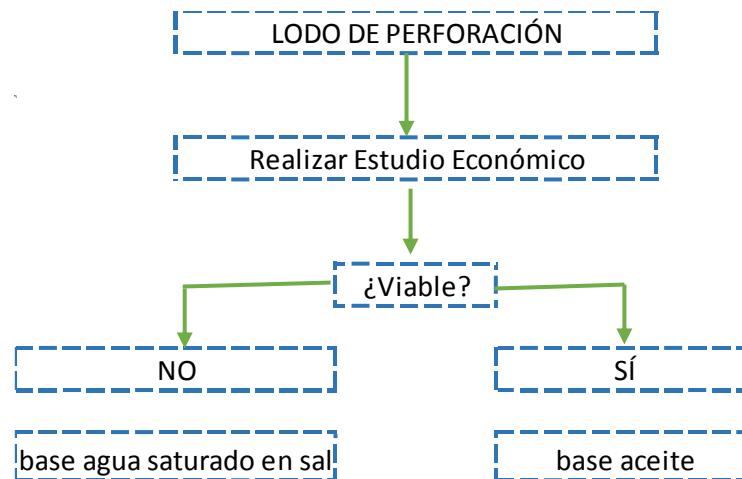 LODO DE PERFORACIÓN
Realizar Estudio Económico
¿Viable?
NO
SÍ
base agua saturado en sal
base aceite